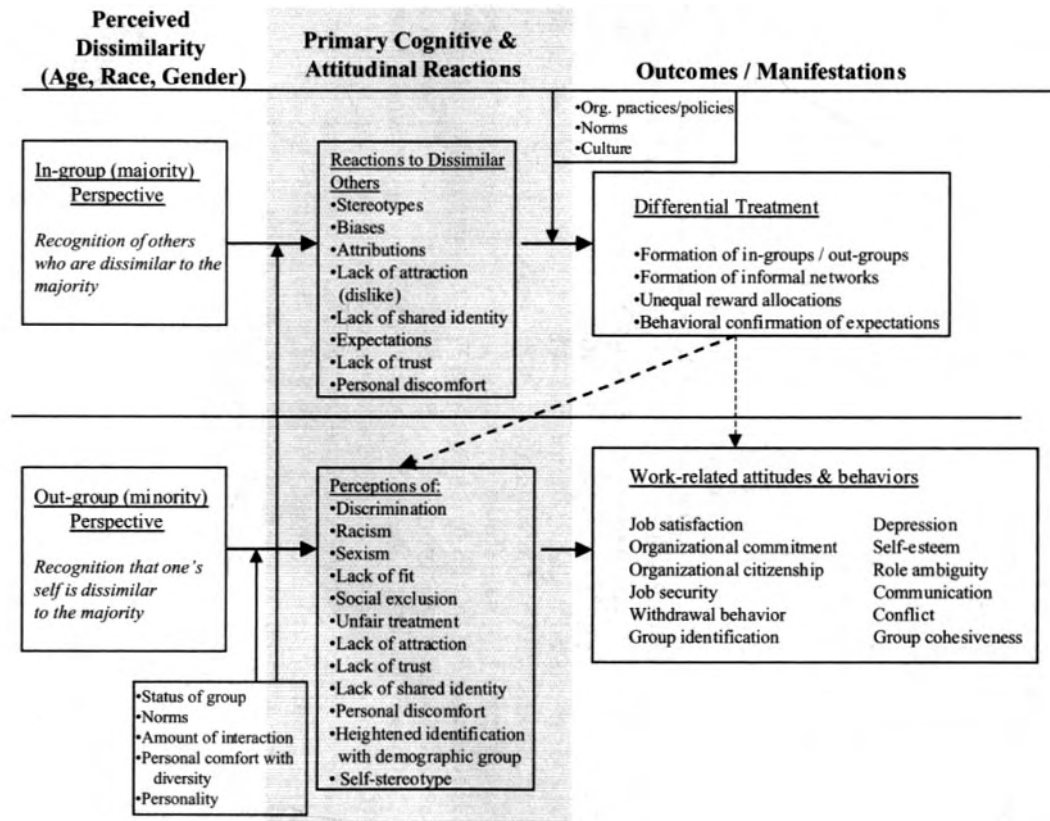 Perceived
Dissimilarity
(Age, Race, Gender)
Primary Cognitive &
Attitudinal Reactions
Outcomes / Manifestations
•Org. practices/policies
•Norms
•Culture
In-group (majority)
Perspective
Recognition of others
who are dissimilar to the
majority
Reactions to Dissimilar
Others
•Stereotypes
•Biases
•Attributions
•Lack of attraction
(dislike)
•Lack of shared identity
•Expectations
•Lack of trust
•Personal discomfort
Differential Treatment
•Formation of in-groups / out-groups
•Formation of informal networks
•Unequal reward allocations
•Behavioral confirmation of expectations
Out-group (minority)
Perspective
Recognition that one's
self is dissimilar
to the majority
•Status of group
•Norms
•Amount of interaction
•Personal comfort with
diversity
•Personality
Perceptions of:
•Discrimination
•Racism
•Sexism
•Lack of fit
•Social exclusion
•Unfair treatment
•Lack of attraction
•Lack of trust
•Lack of shared identity
•Personal discomfort
•Heightened identification
with demographic group
• Self-stereotype
Work-related attitudes & behaviors
Job satisfaction
Organizational commitment
Organizational citizenship
Job security
Withdrawal behavior
Group identification
Depression
Self-esteem
Role ambiguity
Communication
Conflict
Group cohesiveness